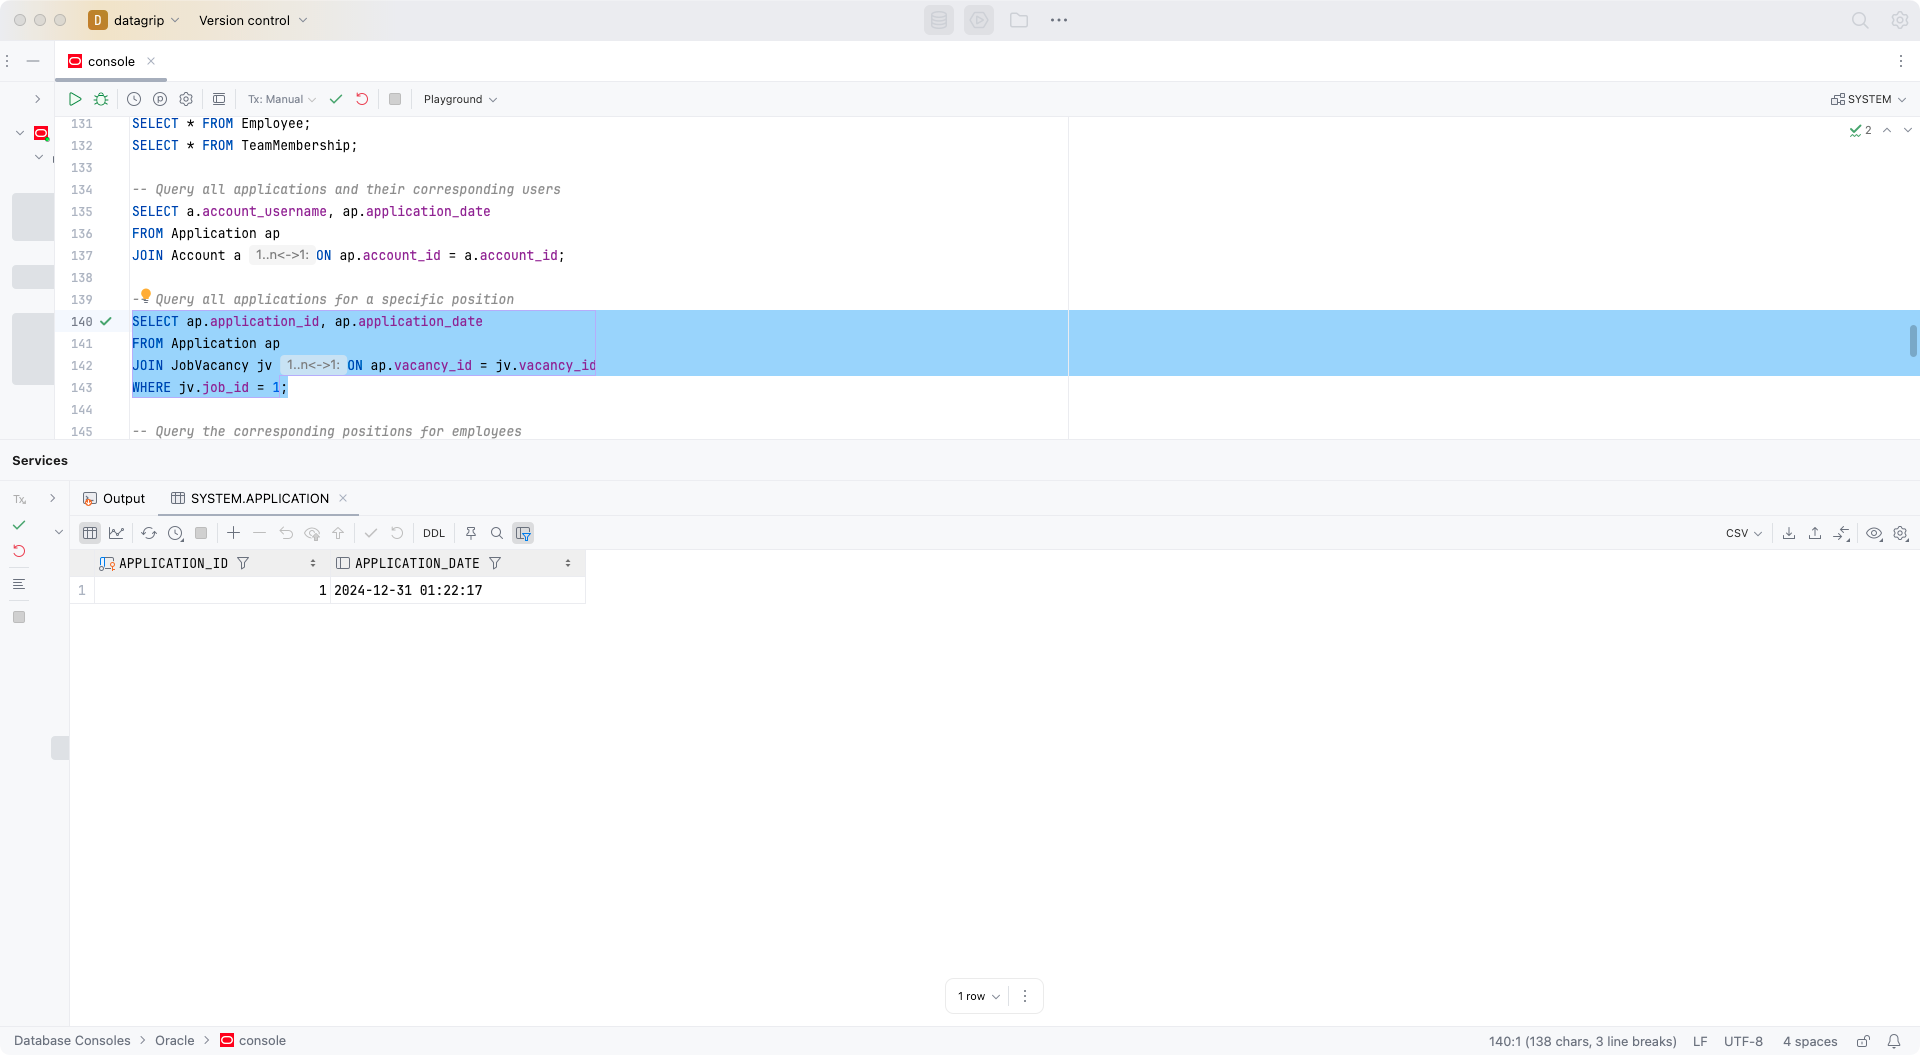 D datagrip Version control
console
Tx: Manual Playground SYSTEM
131 SELECT * FROM Employee;
132 SELECT * FROM TeamMembership;
133
134 -- Query all applications and their corresponding users
135 SELECT a.account_username, ap.application_date
136 FROM Application ap
137 JOIN Account a 1..n<->1: ON ap.account_id = a.account_id;
138
139 -- Query all applications for a specific position
140 SELECT ap.application_id, ap.application_date
141 FROM Application ap
142 JOIN JobVacancy jv 1..n<->1: ON ap.vacancy_id = jv.vacancy_id
143 WHERE jv.job_id = 1;
144
145 -- Query the corresponding positions for employees
2
Services
Tx Output SYSTEM.APPLICATION
DDL CSV
APPLICATION_ID APPLICATION_DATE
1 1 2024-12-31 01:22:17
1 row
Database Consoles Oracle console 140:1 (138 chars, 3 line breaks) LF UTF-8 4 spaces